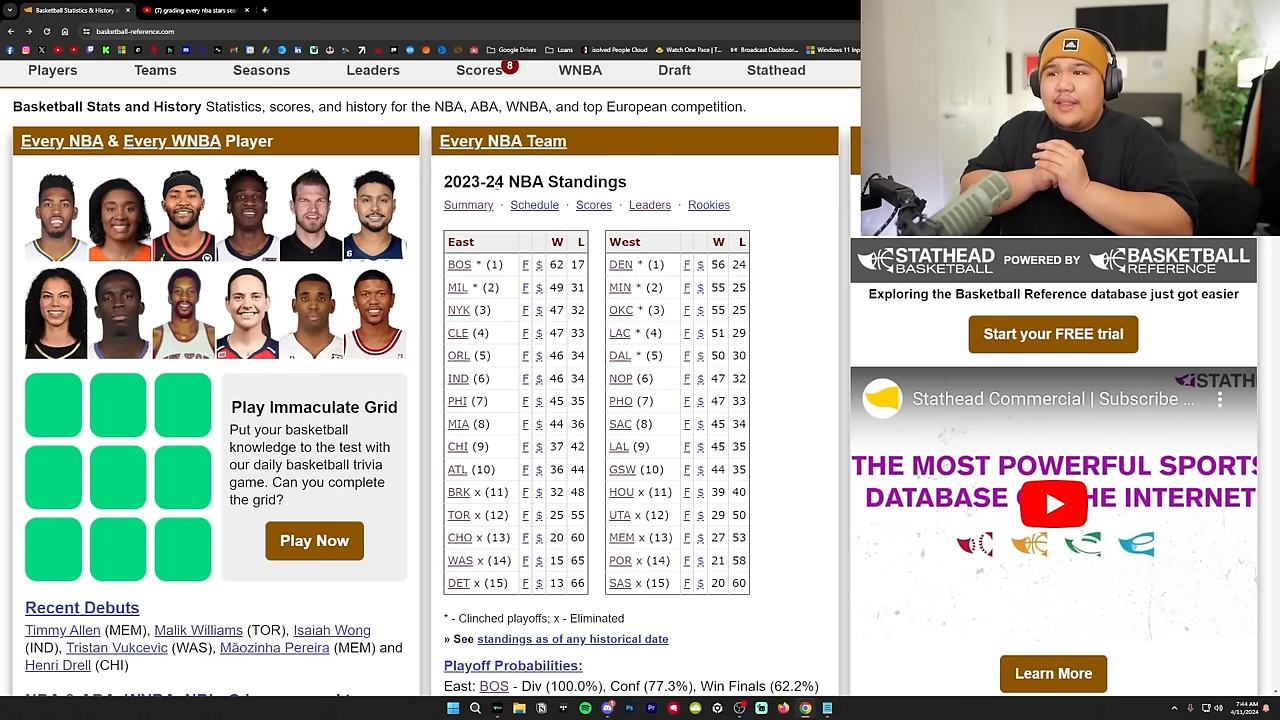 Basketball Statistics & History o
(7) grading every nba stars sea
basketball-reference.com
Google Drives
Loans
isolved People Cloud
Watch One Pace | T...
Broadcast Dashboar...
Windows 11 Inp
Players
Teams
Seasons
Leaders
Scores
8
WNBA
Draft
Stathead
Basketball Stats and History Statistics, scores, and history for the NBA, ABA, WNBA, and top European competition.
Every NBA & Every WNBA Player
Play Immaculate Grid
Put your basketball
knowledge to the test with
our daily basketball trivia
game. Can you complete
the grid?
Play Now
Recent Debuts
Timmy Allen (MEM), Malik Williams (TOR), Isaiah Wong
(IND), Tristan Vukcevic (WAS), Mãozinha Pereira (MEM) and
Henri Drell (CHI)
Every NBA Team
2023-24 NBA Standings
Summary · Schedule · Scores · Leaders · Rookies
East W L
BOS * (1) F $ 62 17
MIL * (2) F $ 49 31
NYK (3) F $ 47 32
CLE (4) F $ 47 33
ORL (5) F $ 46 34
IND (6) F $ 46 34
PHI (7) F $ 45 35
MIA (8) F $ 44 36
CHI (9) F $ 37 42
ATL (10) F $ 36 44
BRK x (11) F $ 32 48
TOR x (12) F $ 25 55
CHO x (13) F $ 20 60
WAS x (14) F $ 15 65
DET x (15) F $ 13 66
West W L
DEN * (1) F $ 56 24
MIN * (2) F $ 55 25
OKC * (3) F $ 55 25
LAC * (4) F $ 51 29
DAL * (5) F $ 50 30
NOP (6) F $ 47 32
PHO (7) F $ 47 33
SAC (8) F $ 45 34
LAL (9) F $ 45 35
GSW (10) F $ 44 35
HOU x (11) F $ 39 40
UTA x (12) F $ 29 50
MEM x (13) F $ 27 53
POR x (14) F $ 21 58
SAS x (15) F $ 20 60
* - Clinched playoffs; x - Eliminated
» See standings as of any historical date
Playoff Probabilities:
East: BOS - Div (100.0%), Conf (77.3%), Win Finals (62.2%)
STATHEAD BASKETBALL POWERED BY BASKETBALL REFERENCE
Exploring the Basketball Reference database just got easier
Start your FREE trial
STATH
Stathead Commercial | Subscribe ...
THE MOST POWERFUL SPORTS
DATABASE O HE INTERNET
Learn More
7:44 AM
4/11/2024